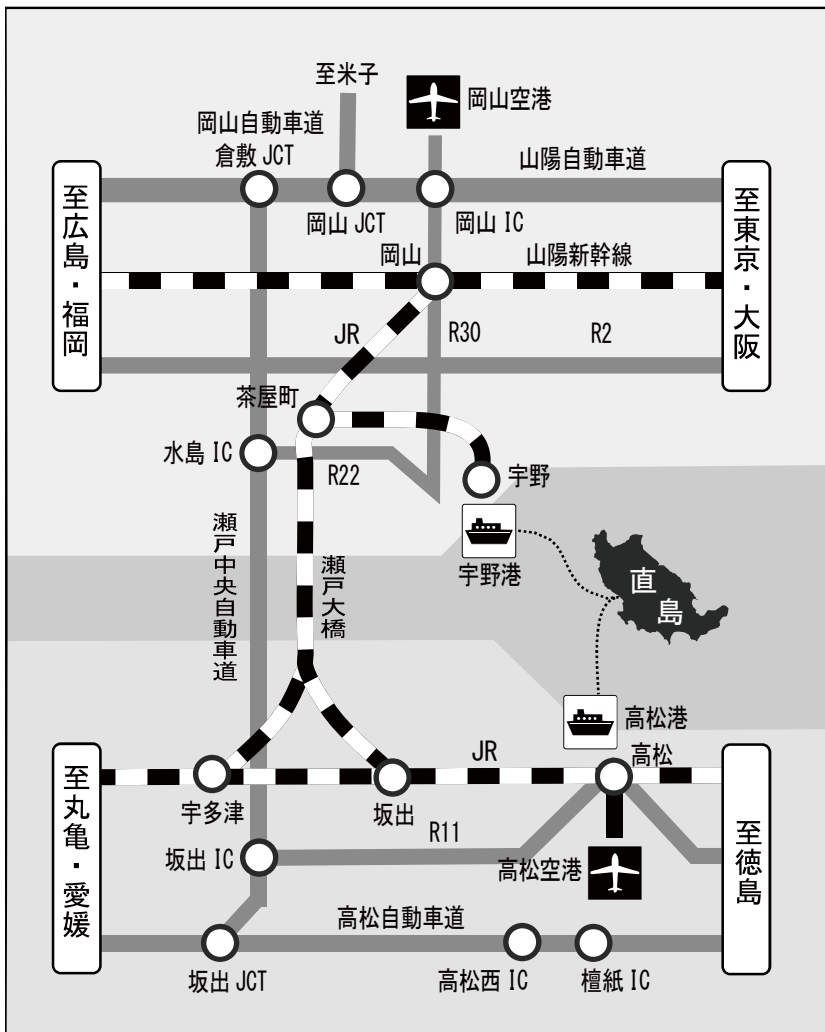 至米子
岡山空港
岡山自動車道
倉敷 JCT
山陽自動車道
至広島・福岡
至東京・大阪
岡山 JCT
岡山 IC
岡山
山陽新幹線
JR
R30
R2
茶屋町
水島 IC
R22
宇野
宇野港
瀬戸中央自動車道
瀬戸大橋
直島
高松港
高松
JR
至丸亀・愛媛
至徳島
宇多津
坂出
R11
坂出 IC
高松空港
高松自動車道
坂出 JCT
高松西 IC
檀紙 IC